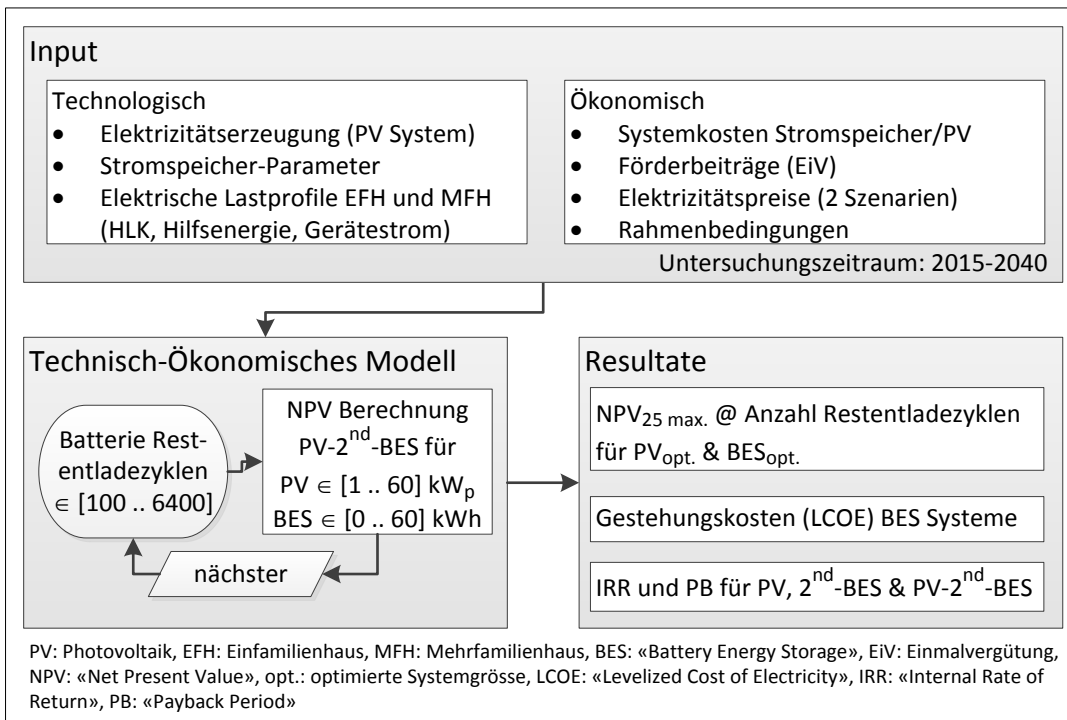 Input
Technologisch
• Elektrizitätserzeugung (PV System)
• Stromspeicher-Parameter
• Elektrische Lastprofile EFH und MFH
(HLK, Hilfsenergie, Gerätestrom)
Ökonomisch
• Systemkosten Stromspeicher/PV
• Förderbeiträge (EiV)
• Elektrizitätspreise (2 Szenarien)
• Rahmenbedingungen
Untersuchungszeitraum: 2015-2040
Technisch-Ökonomisches Modell
Batterie Rest-
entladezyklen
∈ [100 .. 6400]
NPV Berechnung
PV-2nd-BES für
PV ∈ [1 .. 60] kWp
BES ∈ [0 .. 60] kWh
nächster
Resultate
NPV25 max. @ Anzahl Restentladezyklen
für PVopt. & BESopt.
Gestehungskosten (LCOE) BES Systeme
IRR und PB für PV, 2nd-BES & PV-2nd-BES
PV: Photovoltaik, EFH: Einfamilienhaus, MFH: Mehrfamilienhaus, BES: «Battery Energy Storage», EiV: Einmalvergütung,
NPV: «Net Present Value», opt.: optimierte Systemgrösse, LCOE: «Levelized Cost of Electricity», IRR: «Internal Rate of
Return», PB: «Payback Period»